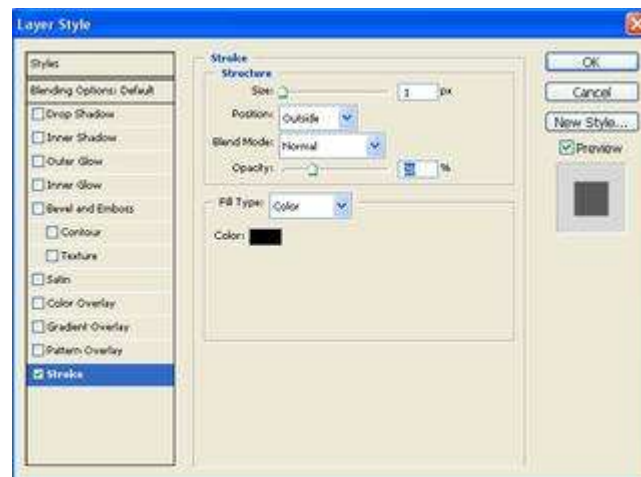 Layer Style
Styles
Blending Options: Default
Drop Shadow
Inner Shadow
Outer Glow
Inner Glow
Bevel and Emboss
Contour
Texture
Satin
Color Overlay
Gradient Overlay
Pattern Overlay
Stroke
Stroke
Structure
Size: 1 px
Position: Outside
Blend Mode: Normal
Opacity: %
Fill Type: Color
Color:
OK
Cancel
New Style...
Preview